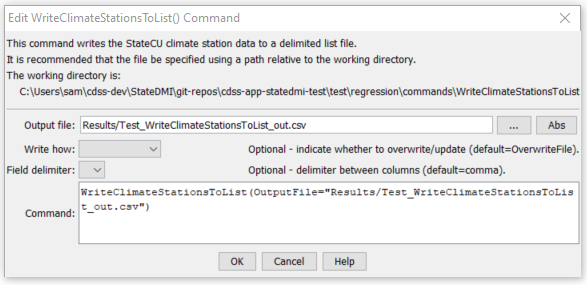 Edit WriteClimateStationsToList() Command
This command writes the StateCU climate station data to a delimited list file.
It is recommended that the file be specified using a path relative to the working directory.
The working directory is:
C:\Users\sam\cdss-dev\StateDMI\git-repos\cdss-app-statedmi-test\test\regression\commands\WriteClimateStationsToList
Output file: Results/Test_WriteClimateStationsToList_out.csv ... Abs
Write how: Optional - indicate whether to overwrite/update (default=OverwriteFile).
Field delimiter: Optional - delimiter between columns (default=comma).
WriteClimateStationsToList(OutputFile="Results/Test_WriteClimateStationsToLis
Command: t_out.csv")
OK Cancel Help